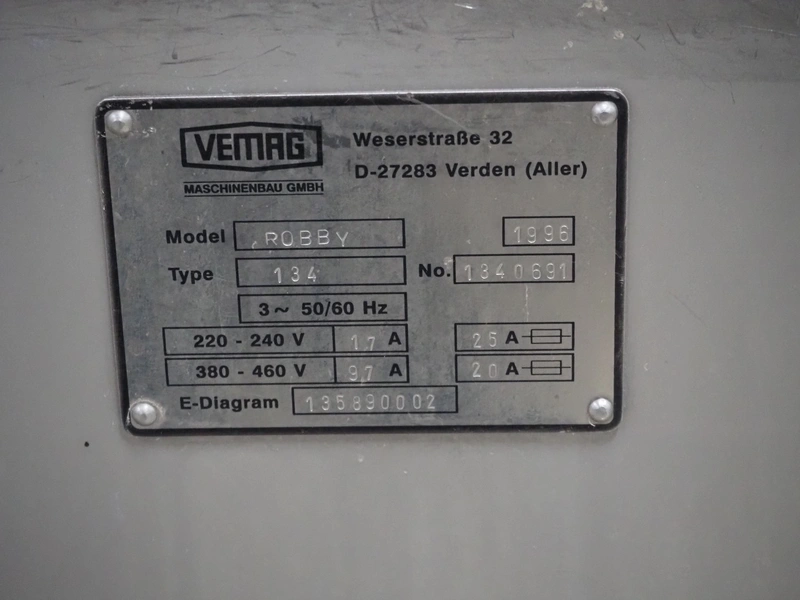 VEMAG
MASCHINENBAU GMBH
Weserstraße 32
D-27283 Verden (Aller)
Model ROBBY 1996
Type 134 No. 1340691
3~ 50/60 Hz
220 - 240 V 17 A 25 A
380 - 460 V 9,7 A 20 A
E-Diagram 135890002